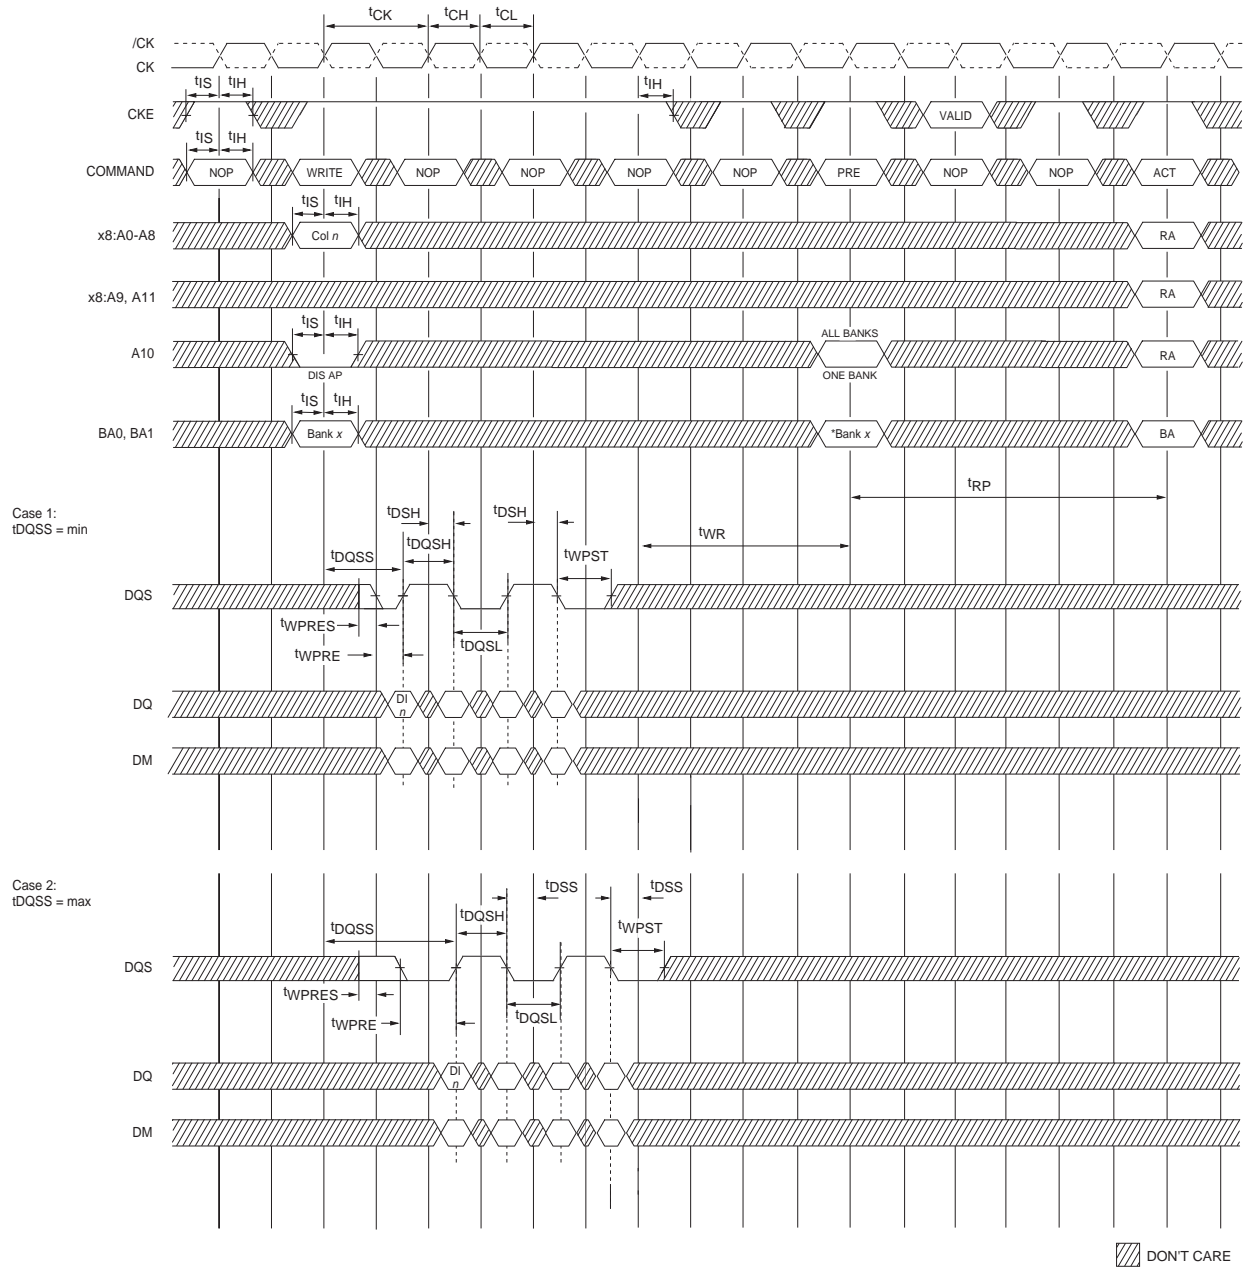 tCK tCH tCL
/CK
CK
tIS tIH tIH
CKE VALID
tIS tIH
COMMAND NOP WRITE NOP NOP NOP NOP PRE NOP NOP ACT
tIS tIH
x8:A0-A8 Col n RA
x8:A9, A11 RA
tIS tIH ALL BANKS
A10 RA
DIS AP ONE BANK
tIS tIH
BA0, BA1 Bank x *Bank x BA
tRP
Case 1:
tDQSS = min
tDSH tDSH
tDQSH tWR
tDQSS tWPST
DQS
tWPRES tDQSL
tWPRE
DQ DI
n
DM
Case 2:
tDQSS = max
tDSS tDSS
tDQSH
tDQSS tWPST
DQS
tWPRES
tDQSL
tWPRE
DQ DI
n
DM
DON'T CARE